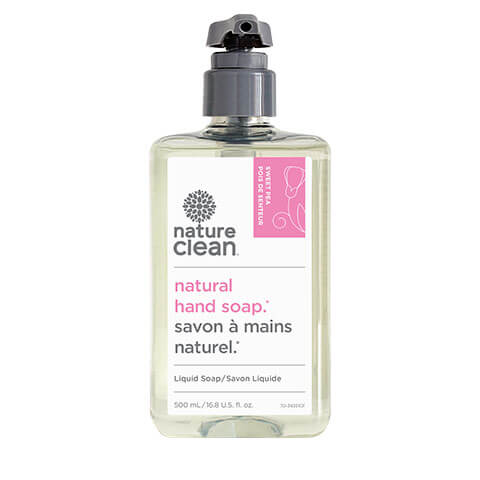 SWEET PEA
POIS DE SENTEUR
nature
clean
natural
hand soap.*
savon à mains
naturel.*
Liquid Soap/Savon Liquide
500 mL/16.8 U.S. fl. oz.